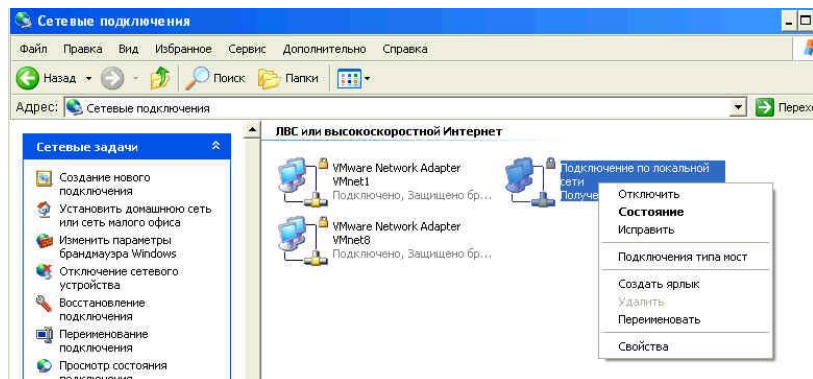 Сетевые подключения
Файл Правка Вид Избранное Сервис Дополнительно Справка
Назад Поиск Папки
Адрес: Сетевые подключения
Сетевые задачи
Создание нового
подключения
Установить домашнюю сеть
или сеть малого офиса
Изменить параметры
брандмауэра Windows
Отключение сетевого
устройства
Восстановление
подключения
Переименование
подключения
Просмотр состояния
подключения
ЛВС или высокоскоростной Интернет
VMware Network Adapter
VMnet1
Подключено, Защищено бр...
VMware Network Adapter
VMnet8
Подключено, Защищено бр...
Подключение по локальной
сети
Отключить
Состояние
Исправить
Подключения типа мост
Создать ярлык
Удалить
Переименовать
Свойства